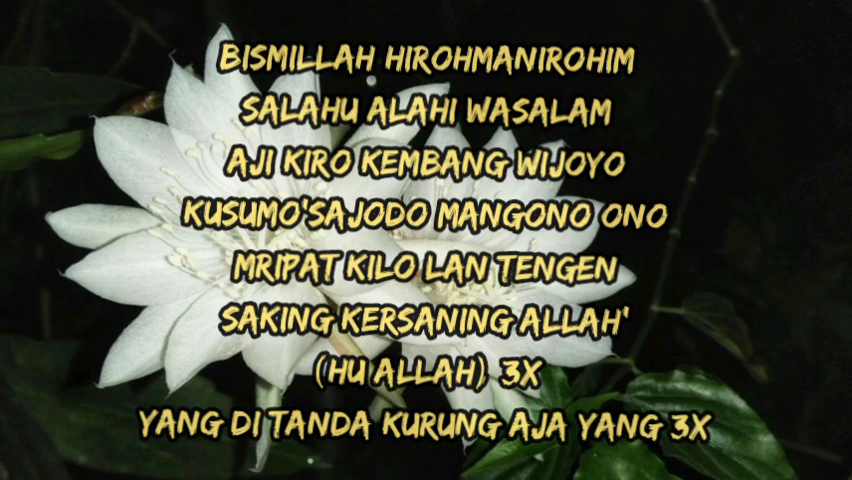 BISMILLAH HIROHMANIROHIM
SALAHU ALAHI WASALAM
AJI KIRO KEMBANG WIJOYO
KUSUMO'SAJODO MANGONO ONO
MRIPAT KILO LAN TENGEN
SAKING KERSANING ALLAH'
(HU ALLAH) 3X
YANG DI TANDA KURUNG AJA YANG 3X